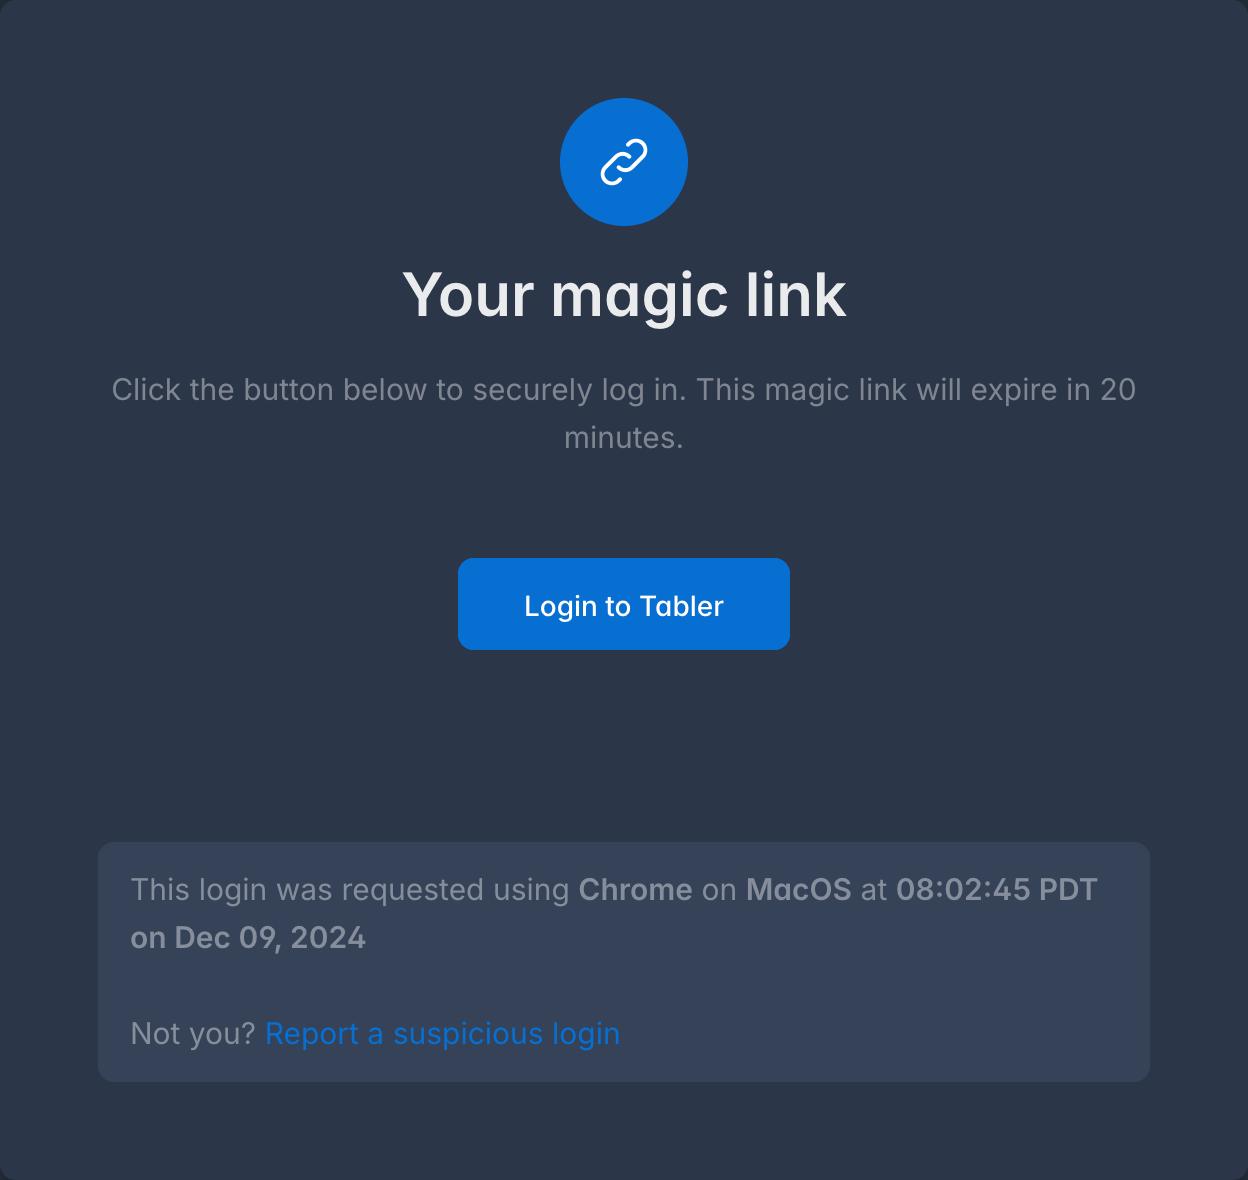 Your magic link
Click the button below to securely log in. This magic link will expire in 20
minutes.
Login to Tabler
This login was requested using Chrome on MacOS at 08:02:45 PDT
on Dec 09, 2024
Not you? Report a suspicious login